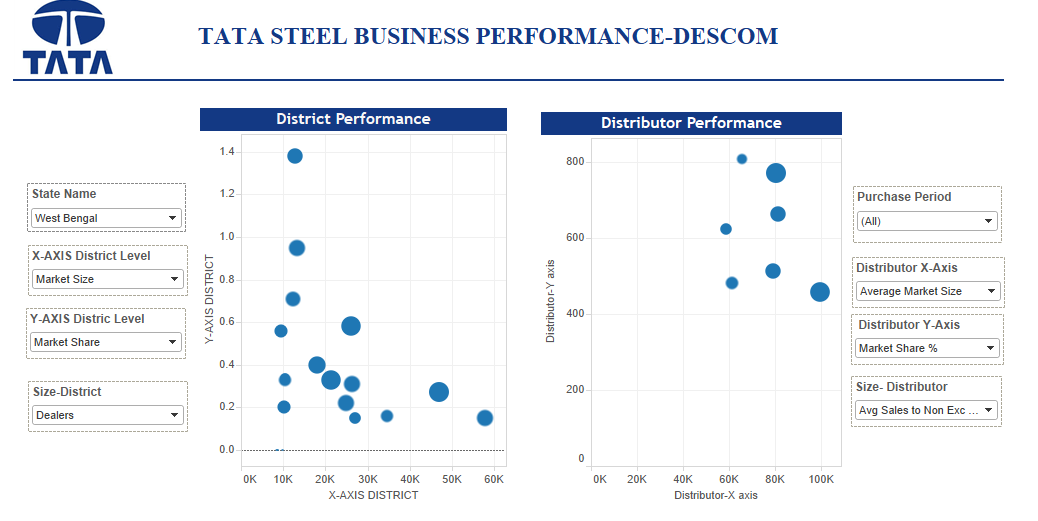 TATA
TATA STEEL BUSINESS PERFORMANCE-DESCOM
State Name
West Bengal
X-AXIS District Level
Market Size
Y-AXIS Distric Level
Market Share
Size-District
Dealers
District Performance
Y-AXIS DISTRICT
1.4
1.2
1.0
0.8
0.6
0.4
0.2
0.0
0K 10K 20K 30K 40K 50K 60K
X-AXIS DISTRICT
Distributor Performance
Distributor-Y axis
800
600
400
200
0
0K 20K 40K 60K 80K 100K
Distributor-X axis
Purchase Period
(All)
Distributor X-Axis
Average Market Size
Distributor Y-Axis
Market Share %
Size- Distributor
Avg Sales to Non Exc ...